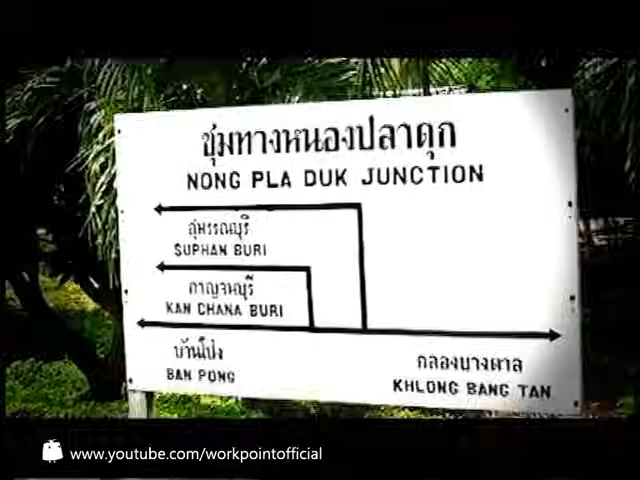 ชุมทางหนองปลาดุก
NONG PLA DUK JUNCTION
สุพรรณบุรี
SUPHAN BURI
กาญจนบุรี
KAN CHANA BURI
บ้านโป่ง
BAN PONG
คลองบางตาล
KHLONG BANG TAN
www.youtube.com/workpointofficial